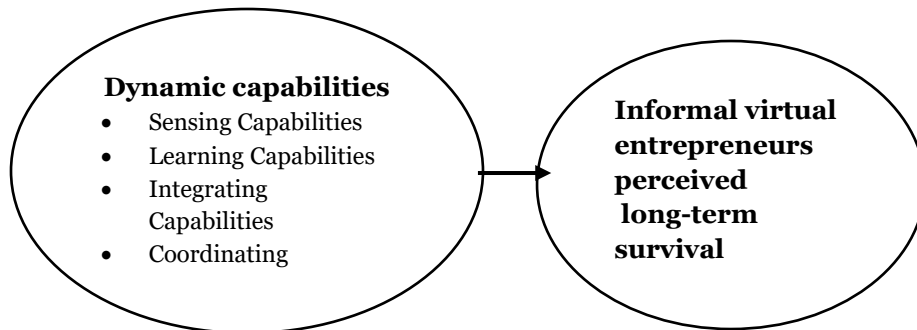 Dynamic capabilities
• Sensing Capabilities
• Learning Capabilities
• Integrating
Capabilities
• Coordinating
Informal virtual
entrepreneurs
perceived
long-term
survival